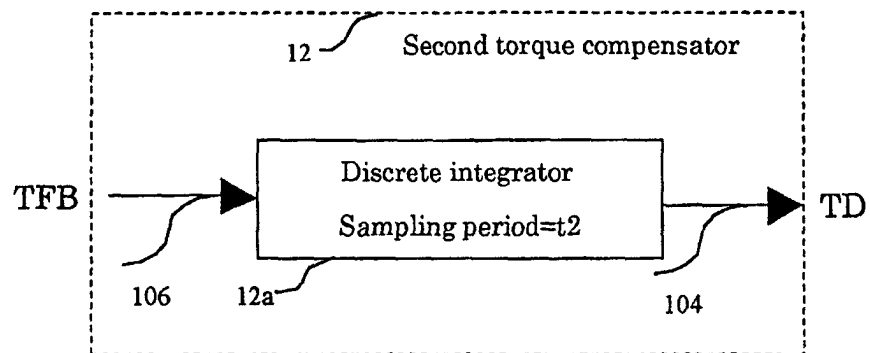 12
Second torque compensator
Discrete integrator
TFB
TD
Sampling period=t2
106
12a
104